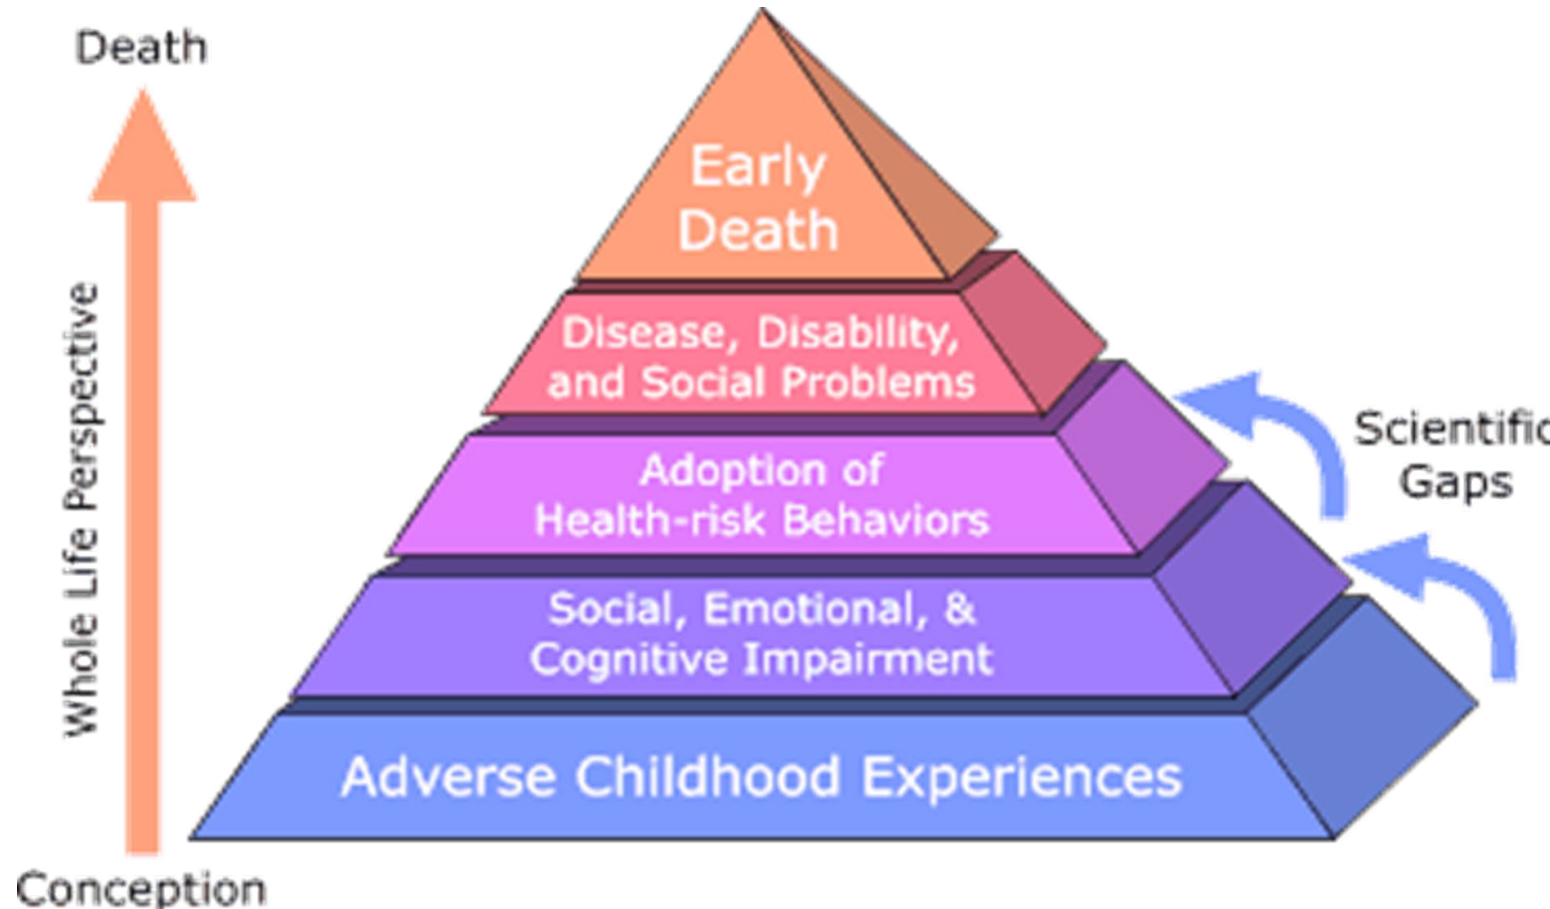 Death
Whole Life Perspective
Conception
Early
Death
Disease, Disability,
and Social Problems
Adoption of
Health-risk Behaviors
Social, Emotional, &
Cognitive Impairment
Adverse Childhood Experiences
Scientific
Gaps